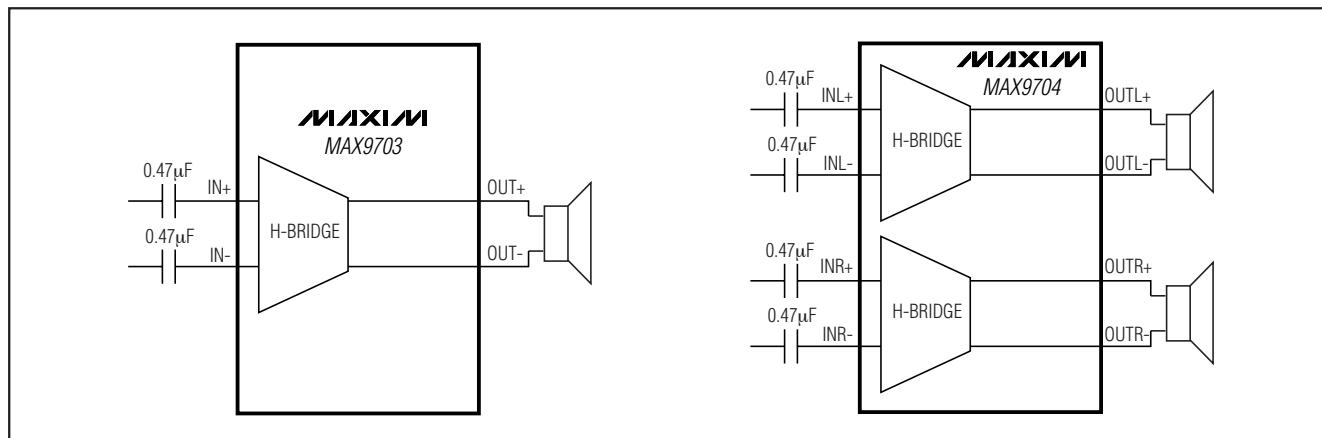 MAXIM
MAX9703
0.47µF
IN+
OUT+
H-BRIDGE
0.47µF
IN-
OUT-
MAXIM
MAX9704
0.47µF
INL+
OUTL+
H-BRIDGE
0.47µF
INL-
OUTL-
0.47µF
INR+
OUTR+
H-BRIDGE
0.47µF
INR-
OUTR-